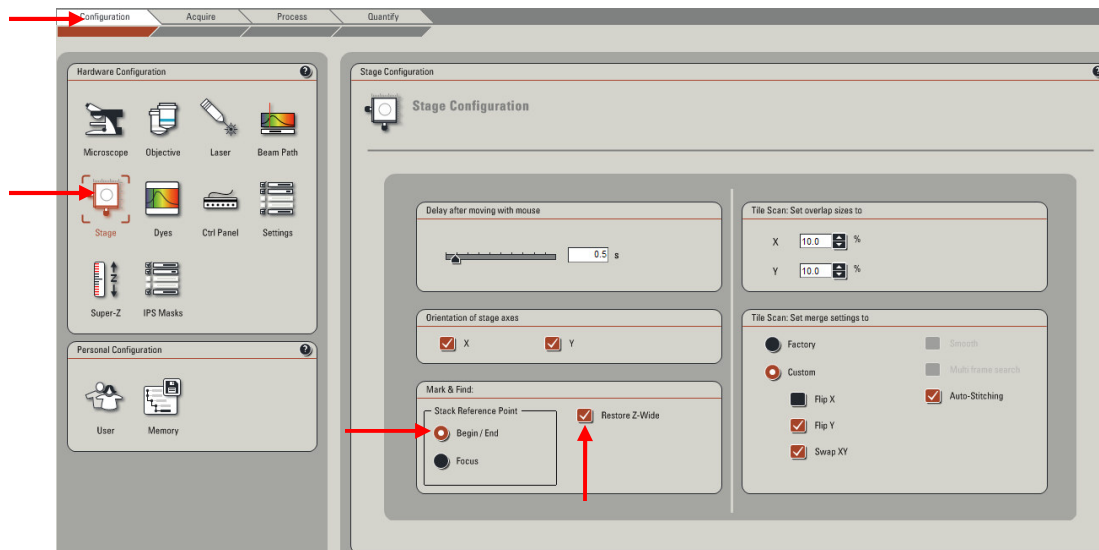 Configuration Acquire Process Quantify
Hardware Configuration
Microscope Objective Laser Beam Path
Stage Dyes Ctrl Panel Settings
Z
Super-Z IPS Masks
Personal Configuration
User Memory
Stage Configuration
Stage Configuration
Delay after moving with mouse
0.5 s
Orientation of stage axes
X Y
Mark & Find:
Stack Reference Point
Begin / End
Focus
Restore Z-Wide
Tile Scan: Set overlap sizes to
X 10.0 %
Y 10.0 %
Tile Scan: Set merge settings to
Factory Smooth
Custom Multi frame search
Flip X Auto-Stitching
Flip Y
Swap XY